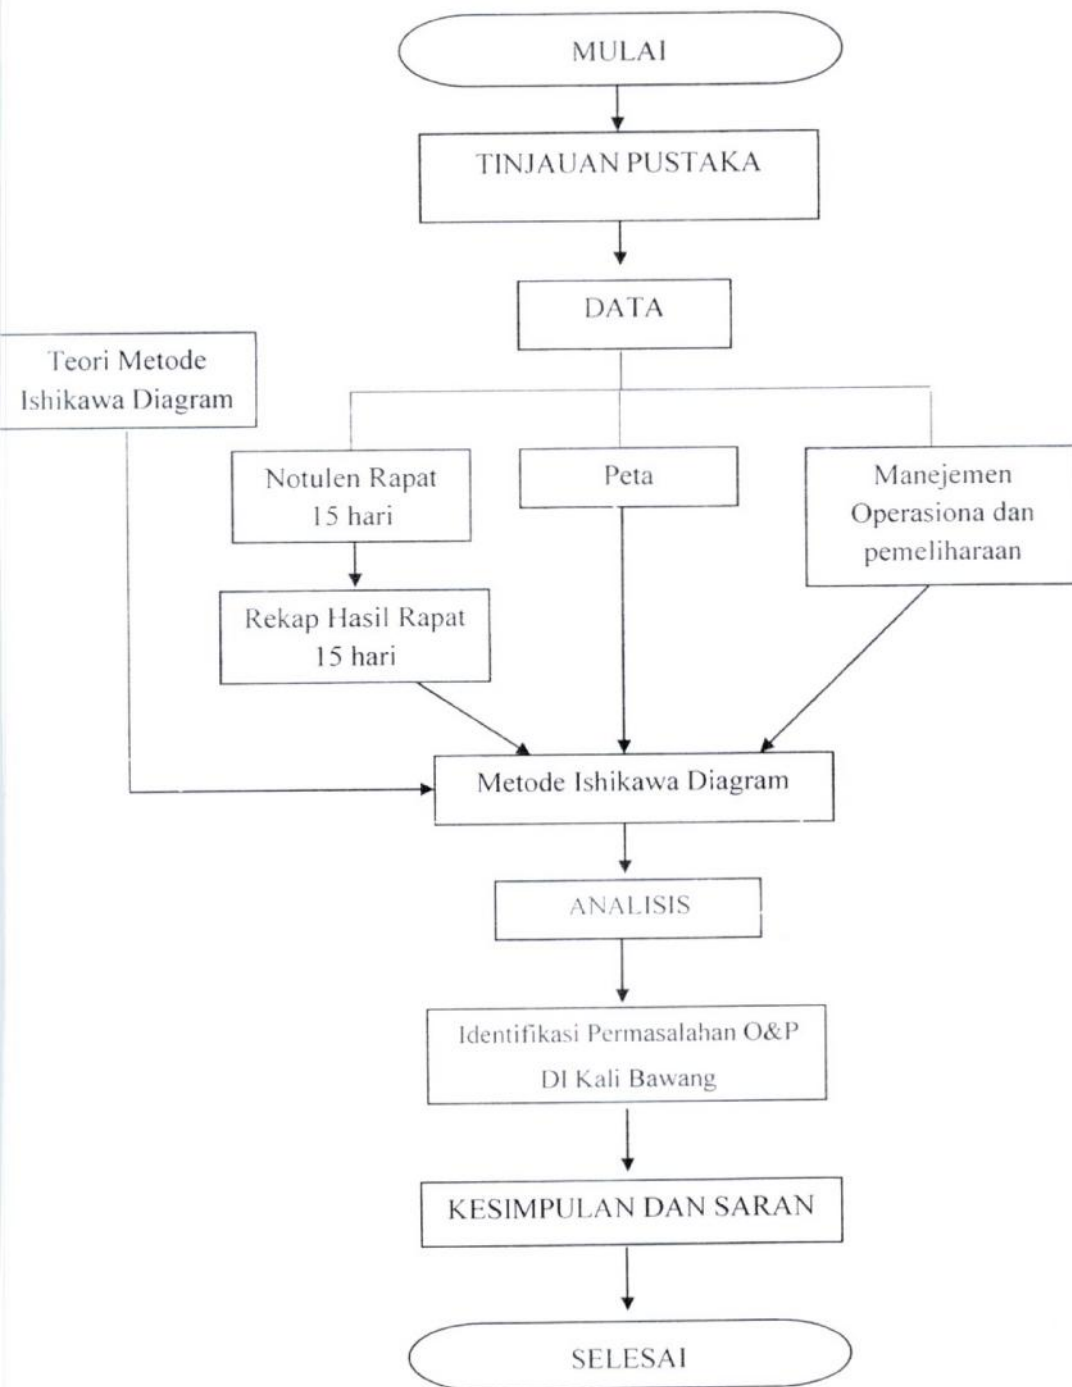 MULAI
TINJAUAN PUSTAKA
DATA
Teori Metode
Ishikawa Diagram
Notulen Rapat
15 hari
Peta
Manejemen
Operasiona dan
pemeliharaan
Rekap Hasil Rapat
15 hari
Metode Ishikawa Diagram
ANALISIS
Identifikasi Permasalahan O&P
DI Kali Bawang
KESIMPULAN DAN SARAN
SELESAI